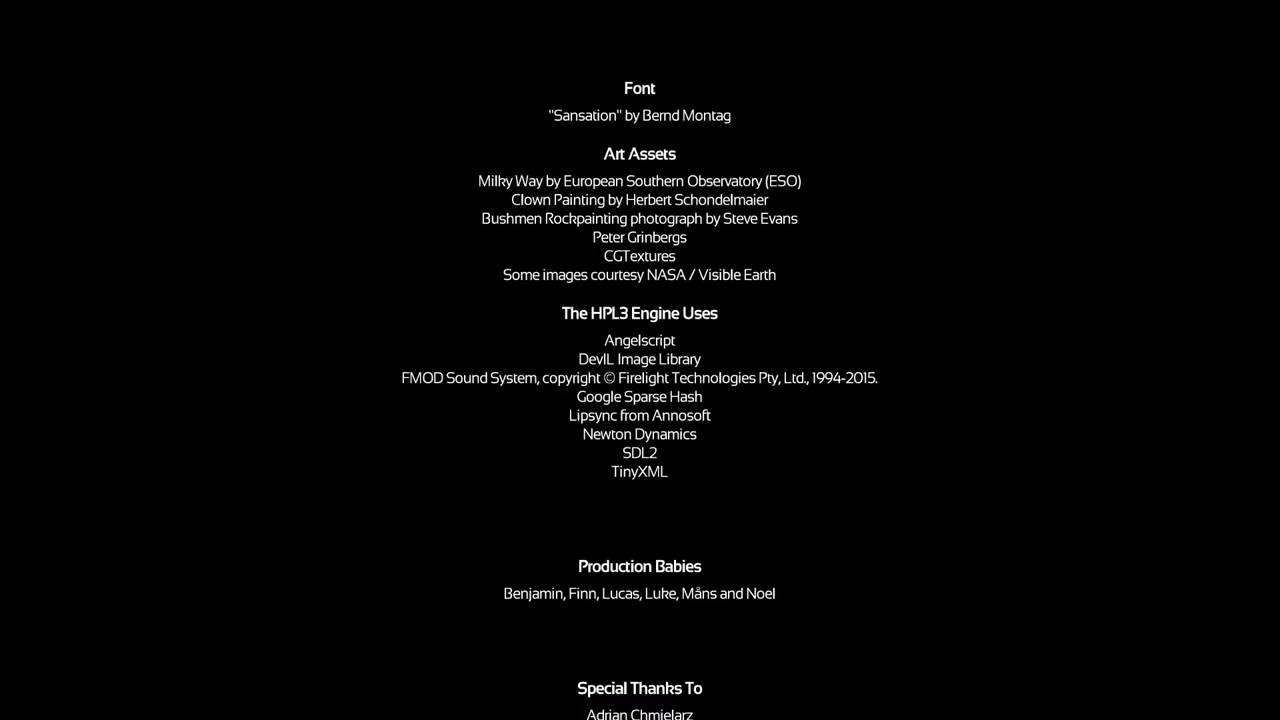 Font
"Sansation" by Bernd Montag
Art Assets
Milky Way by European Southern Observatory (ESO)
Clown Painting by Herbert Schondelmaier
Bushmen Rockpainting photograph by Steve Evans
Peter Grinbergs
CGTextures
Some images courtesy NASA / Visible Earth
The HPL3 Engine Uses
Angelscript
DevIL Image Library
FMOD Sound System, copyright © Firelight Technologies Pty, Ltd., 1994-2015.
Google Sparse Hash
Lipsync from Annosoft
Newton Dynamics
SDL2
TinyXML
Production Babies
Benjamin, Finn, Lucas, Luke, Måns and Noel
Special Thanks To
Adrian Chmielarz